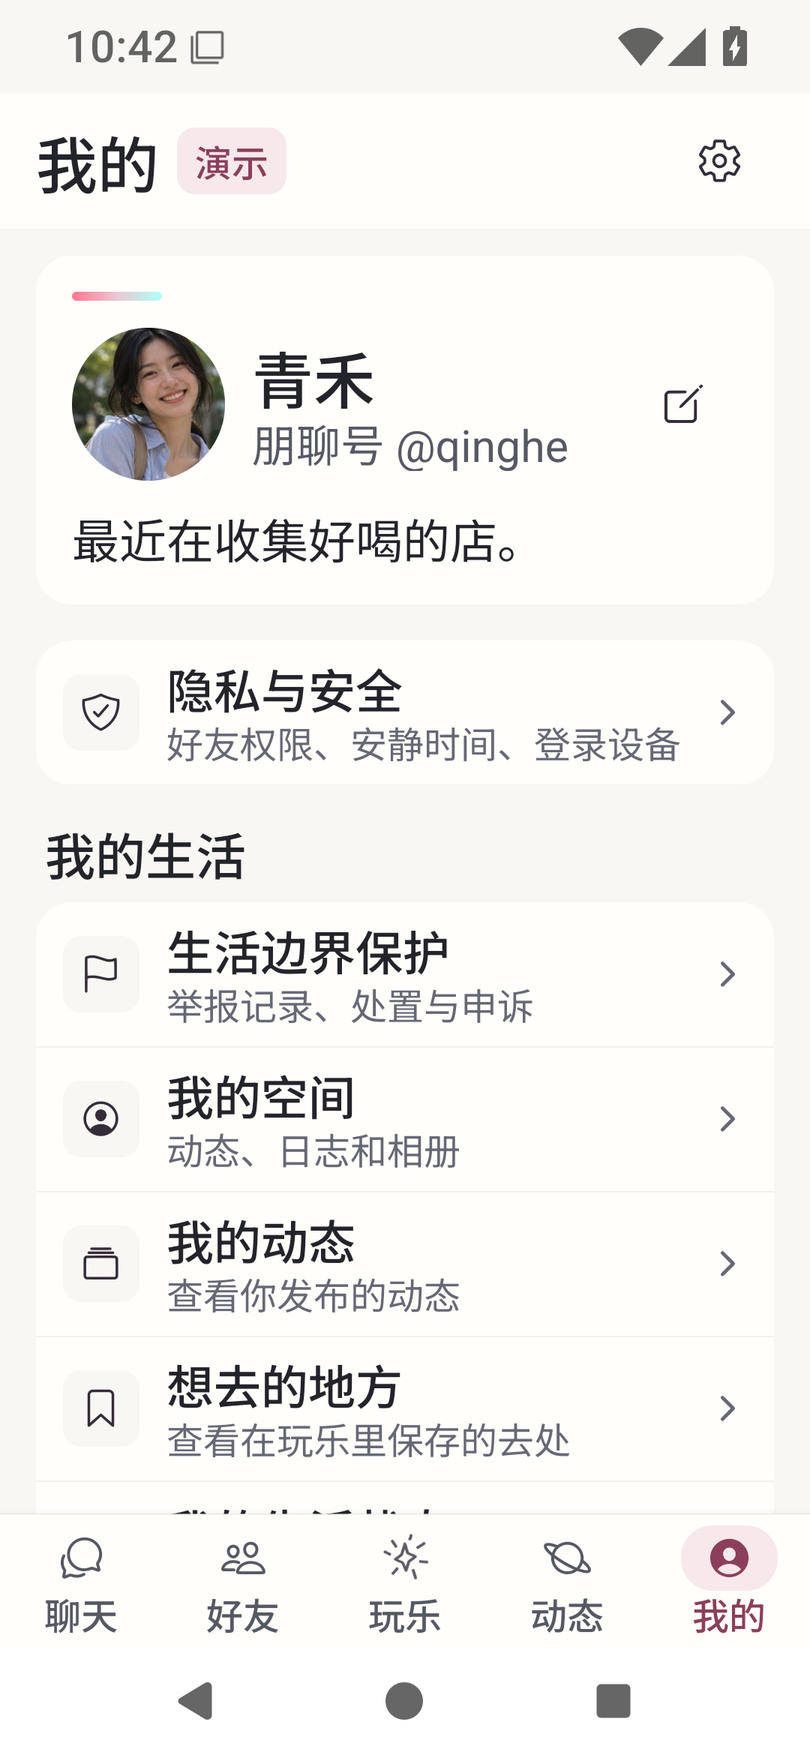 10:42
我的 演示
青禾
朋聊号 @qinghe
最近在收集好喝的店。
隐私与安全
好友权限、安静时间、登录设备
我的生活
生活边界保护
举报记录、处置与申诉
我的空间
动态、日志和相册
我的动态
查看你发布的动态
想去的地方
查看在玩乐里保存的去处
聊天 好友 玩乐 动态 我的